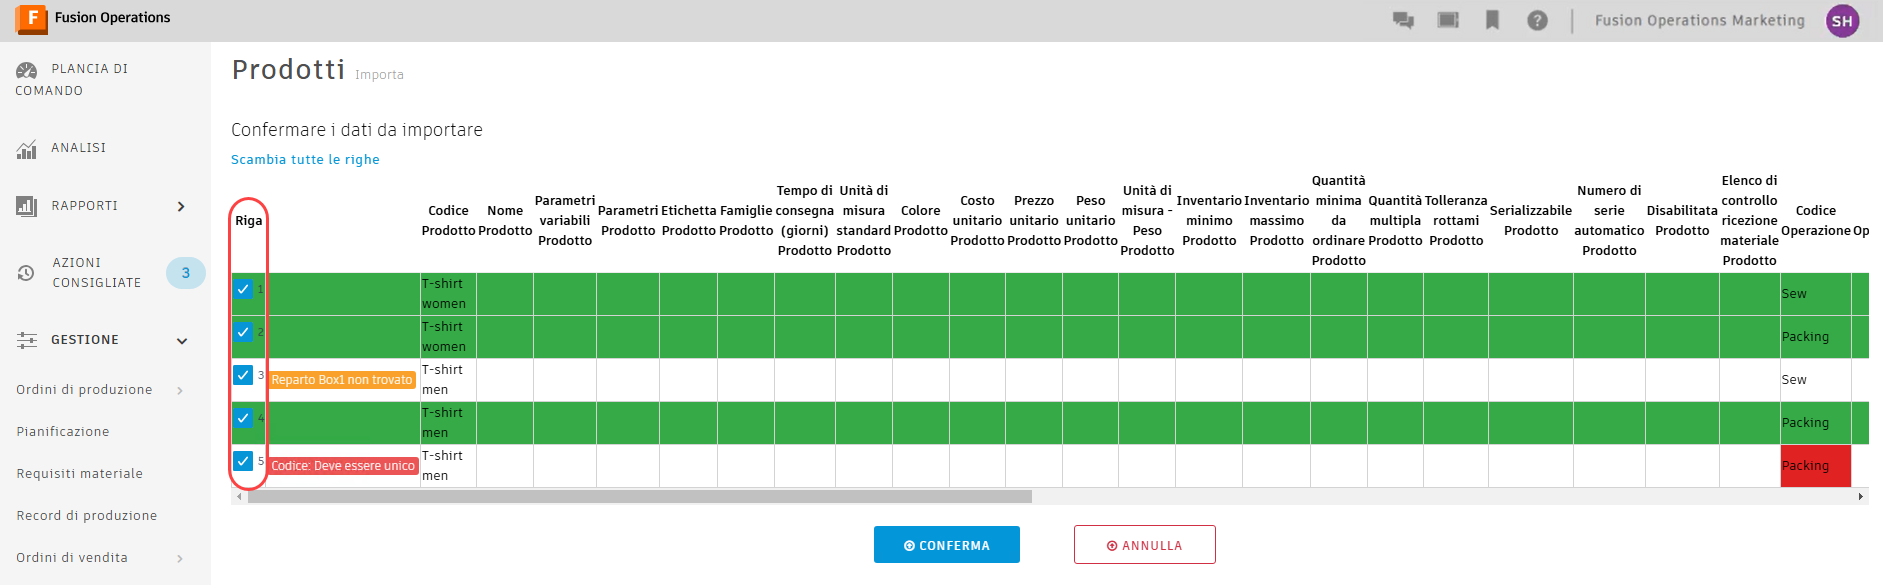 F Fusion Operations
? Fusion Operations Marketing SH
PLANCIA DI
COMANDO
ANALISI
RAPPORTI
AZIONI
CONSIGLIATE
3
GESTIONE
Ordini di produzione
Pianificazione
Requisiti materiale
Record di produzione
Ordini di vendita
Prodotti Importa
Confermare i dati da importare
Scambia tutte le righe
Riga
Codice
Prodotto
Nome
Prodotto
Parametri
variabili
Prodotto
Parametri
Prodotto
Etichetta
Prodotto
Famiglie
Prodotto
Tempo di
consegna
(giorni)
Prodotto
Unità di
misura
standard
Prodotto
Colore
Prodotto
Costo
unitario
Prodotto
Prezzo
unitario
Prodotto
Peso
unitario
Prodotto
Unità di
misura -
Peso
Prodotto
Inventario
minimo
Prodotto
Inventario
massimo
Prodotto
Quantità
minima
da
ordinare
Prodotto
Quantità
multipla
Prodotto
Tolleranza
rottami
Prodotto
Serializzabile
Prodotto
Numero di
serie
automatico
Prodotto
Disabilitata
Prodotto
Elenco di
controllo
ricezione
materiale
Prodotto
Codice
Operazione
Op
1
T-shirt
women
Sew
2
T-shirt
women
Packing
3
Reparto Box1 non trovato
T-shirt
men
Sew
4
T-shirt
men
Packing
5
Codice: Deve essere unico
T-shirt
men
Packing
CONFERMA
ANNULLA